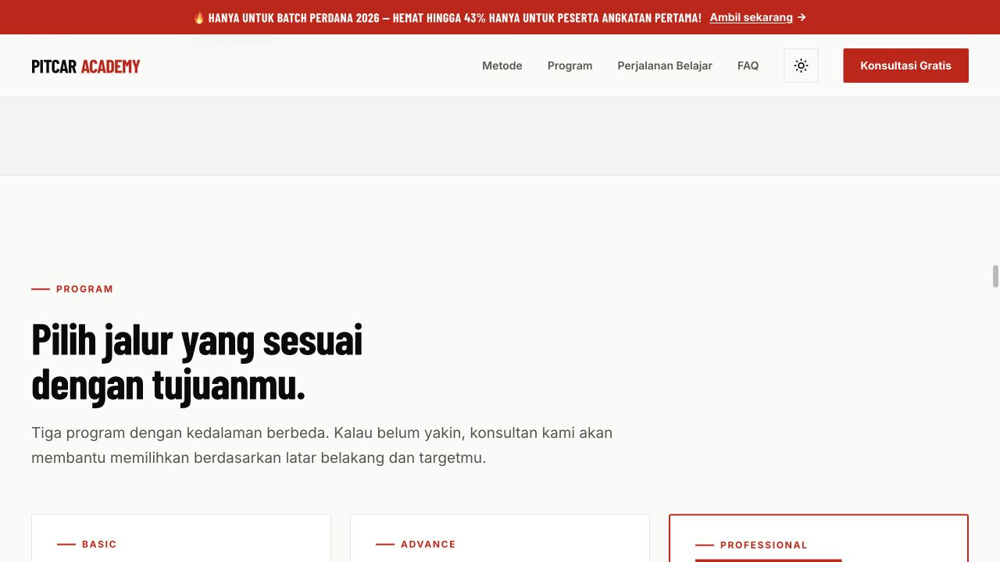 🔥 HANYA UNTUK BATCH PERDANA 2026 — HEMAT HINGGA 43% HANYA UNTUK PESERTA ANGKATAN PERTAMA! Ambil sekarang →
PITCAR ACADEMY
Metode
Program
Perjalanan Belajar
FAQ
Konsultasi Gratis
PROGRAM
Pilih jalur yang sesuai
dengan tujuanmu.
Tiga program dengan kedalaman berbeda. Kalau belum yakin, konsultan kami akan
membantu memilihkan berdasarkan latar belakang dan targetmu.
BASIC
ADVANCE
PROFESSIONAL